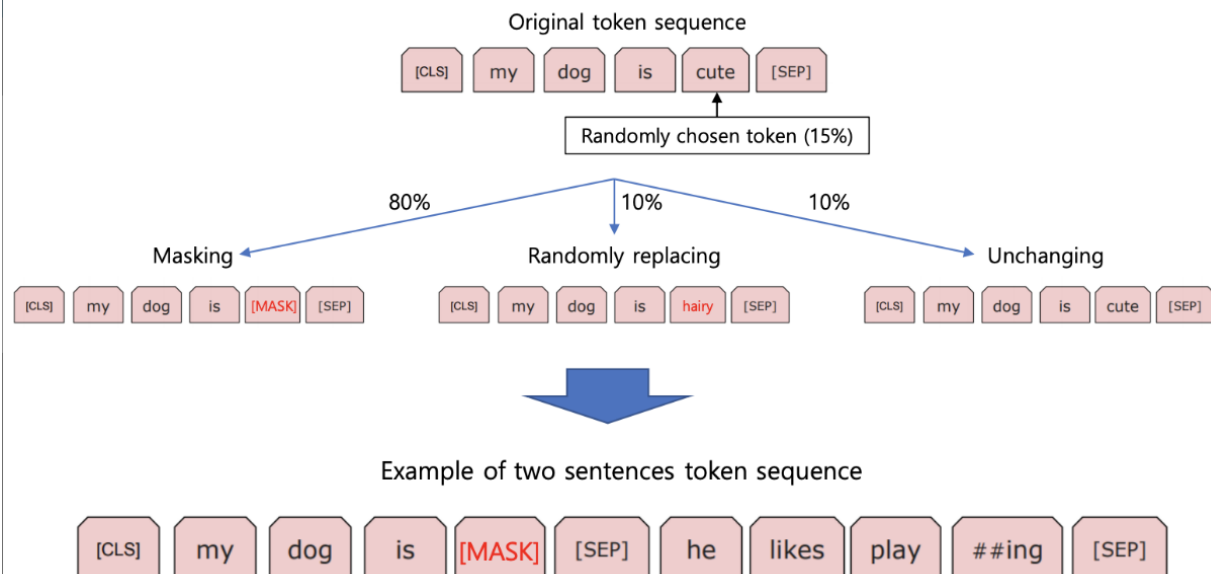 Original token sequence
[CLS] my dog is cute [SEP]
Randomly chosen token (15%)
80% 10% 10%
Masking Randomly replacing Unchanging
[CLS] my dog is [MASK] [SEP] [CLS] my dog is hairy [SEP] [CLS] my dog is cute [SEP]
Example of two sentences token sequence
[CLS] my dog is [MASK] [SEP] he likes play ##ing [SEP]